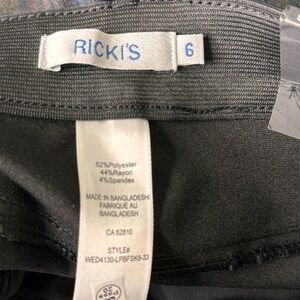 RICKI'S
6
52%Polyester
44%Rayon
4%Spandex
MADE IN BANGLADESH/
FABRIQUÉ AU
BANGLADESH
CA 62810
STYLE#
WED4130-LPBFSK8-33